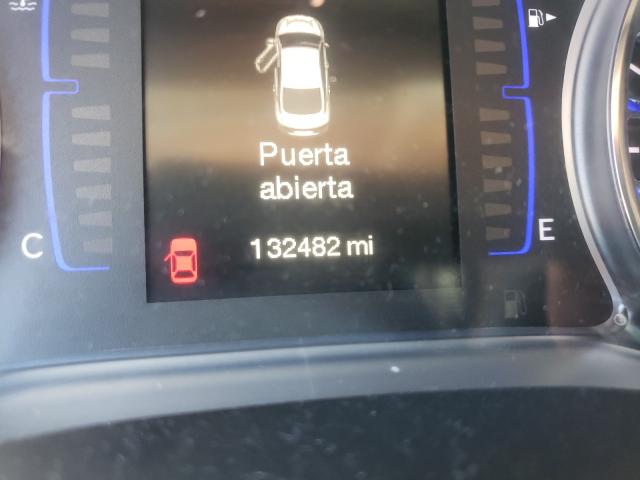 Puerta
abierta
C
E
132482 mi